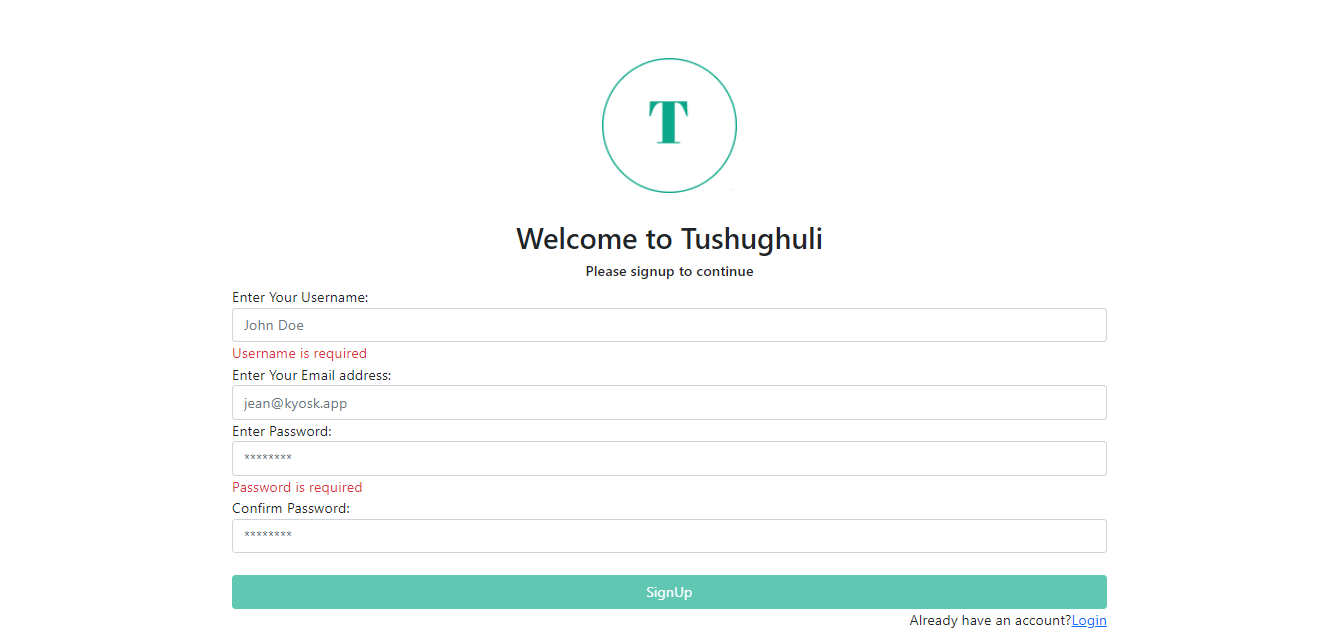 T
Welcome to Tushughuli
Please signup to continue
Enter Your Username:
John Doe
Username is required
Enter Your Email address:
jean@kyosk.app
Enter Password:
********
Password is required
Confirm Password:
********
SignUp
Already have an account?Login